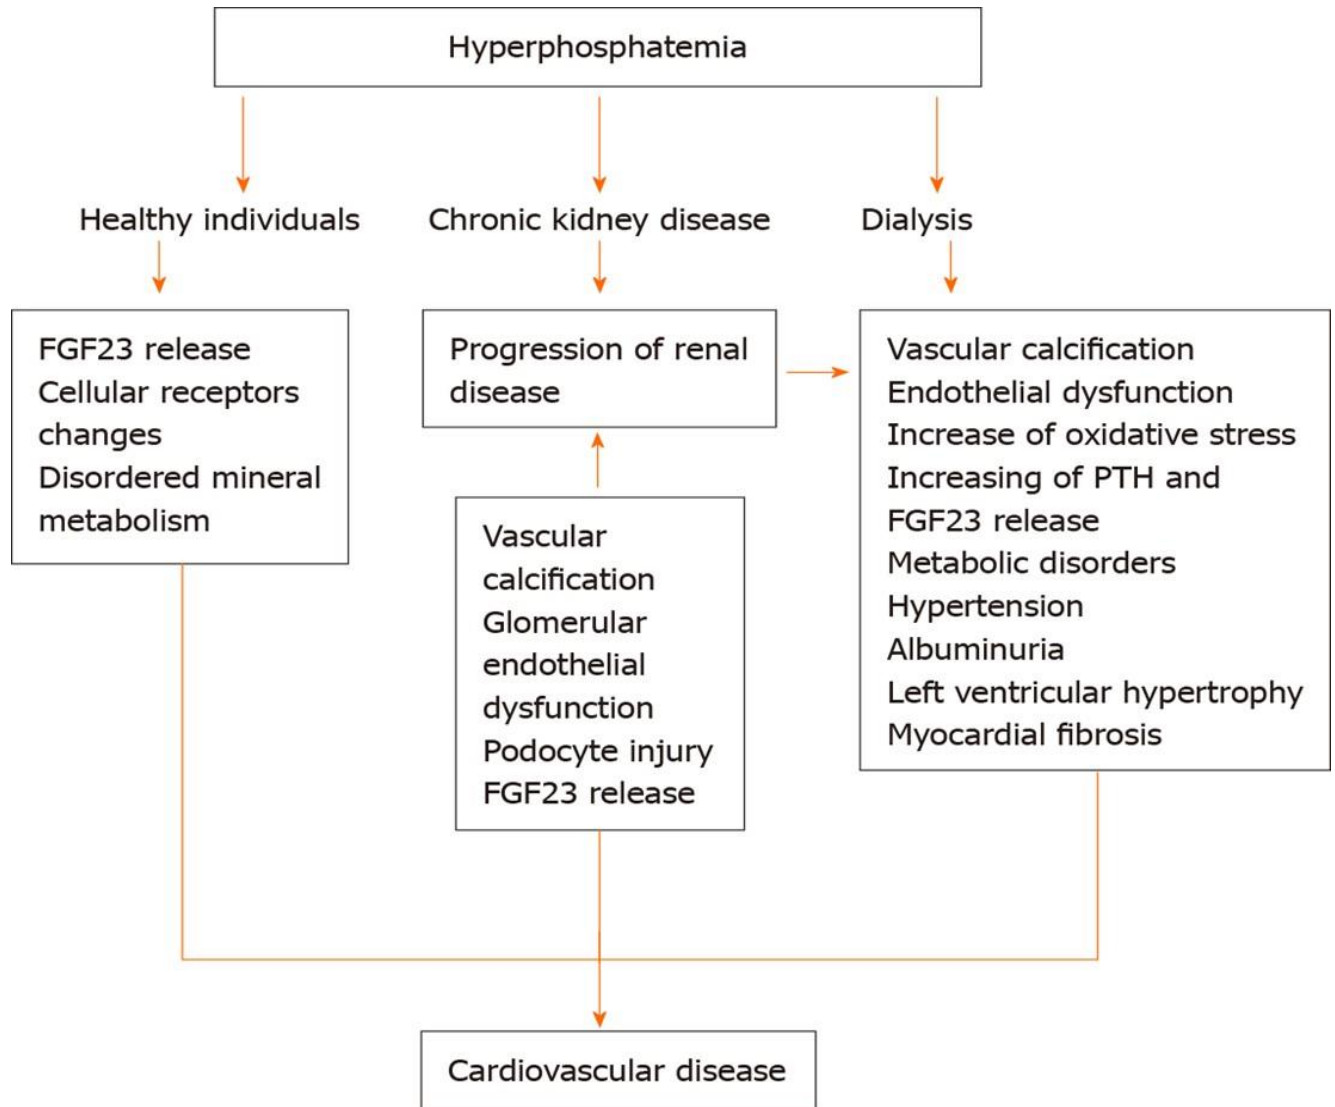 Hyperphosphatemia
Healthy individuals
Chronic kidney disease
Dialysis
FGF23 release
Cellular receptors
changes
Disordered mineral
metabolism
Progression of renal
disease
Vascular
calcification
Glomerular
endothelial
dysfunction
Podocyte injury
FGF23 release
Vascular calcification
Endothelial dysfunction
Increase of oxidative stress
Increasing of PTH and
FGF23 release
Metabolic disorders
Hypertension
Albuminuria
Left ventricular hypertrophy
Myocardial fibrosis
Cardiovascular disease